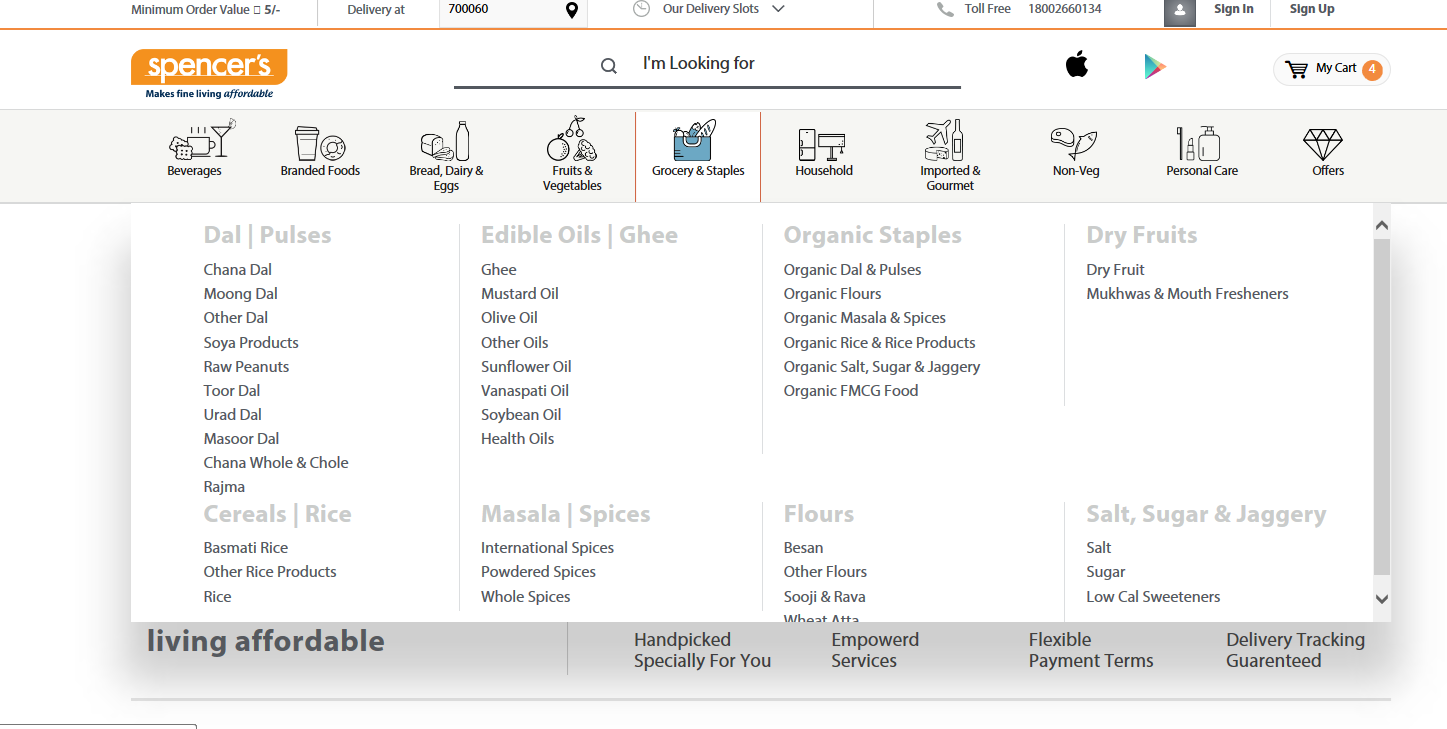 Minimum Order Value ▯ 5/-
Delivery at
700060
Our Delivery Slots
Toll Free 18002660134
Sign In
Sign Up
spencer's
Makes fine living affordable
I'm Looking for
My Cart 4
Beverages
Branded Foods
Bread, Dairy &
Eggs
Fruits &
Vegetables
Grocery & Staples
Household
Imported &
Gourmet
Non-Veg
Personal Care
Offers
Dal | Pulses
Chana Dal
Moong Dal
Other Dal
Soya Products
Raw Peanuts
Toor Dal
Urad Dal
Masoor Dal
Chana Whole & Chole
Rajma
Edible Oils | Ghee
Ghee
Mustard Oil
Olive Oil
Other Oils
Sunflower Oil
Vanaspati Oil
Soybean Oil
Health Oils
Organic Staples
Organic Dal & Pulses
Organic Flours
Organic Masala & Spices
Organic Rice & Rice Products
Organic Salt, Sugar & Jaggery
Organic FMCG Food
Dry Fruits
Dry Fruit
Mukhwas & Mouth Fresheners
Cereals | Rice
Basmati Rice
Other Rice Products
Rice
Masala | Spices
International Spices
Powdered Spices
Whole Spices
Flours
Besan
Other Flours
Sooji & Rava
Wheat Atta
Salt, Sugar & Jaggery
Salt
Sugar
Low Cal Sweeteners
living affordable
Handpicked
Specially For You
Empowerd
Services
Flexible
Payment Terms
Delivery Tracking
Guarenteed